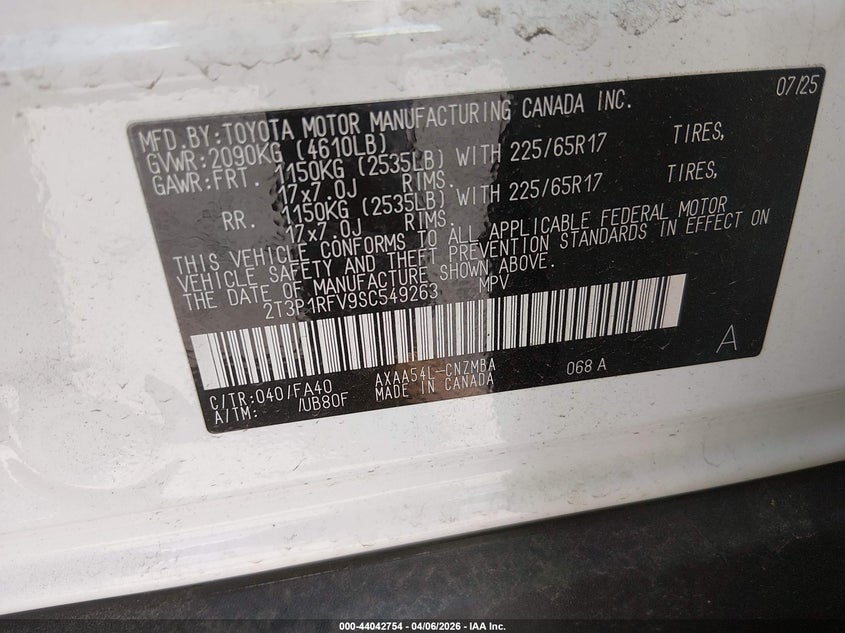 07/25
MFD.BY:TOYOTA MOTOR MANUFACTURING CANADA INC.
GVWR:2090KG (4610LB)
GAWR:FRT. 1150KG (2535LB) WITH 225/65R17 TIRES,
17x7.0J RIMS.
RR. 1150KG (2535LB) WITH 225/65R17 TIRES,
17x7.0J RIMS.
THIS VEHICLE CONFORMS TO ALL APPLICABLE FEDERAL MOTOR
VEHICLE SAFETY AND THEFT PREVENTION STANDARDS IN EFFECT ON
THE DATE OF MANUFACTURE SHOWN ABOVE.
2T3P1RFV9SC549263 MPV
C/TR:040/FA40 AXAA54L-CNZMBA 068 A A
A/TM: /UB80F MADE IN CANADA
000-44042754 - 04/06/2026 - IAA Inc.